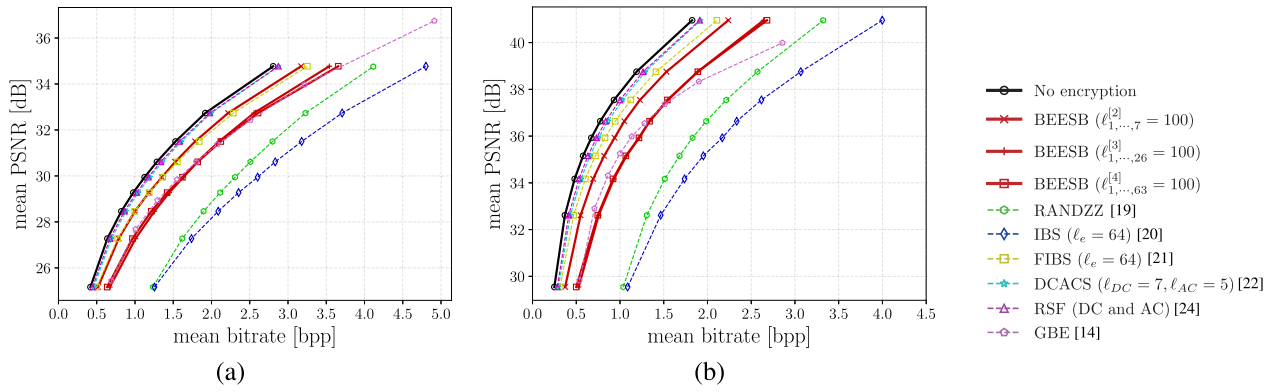 mean PSNR [dB]
36
34
32
30
28
26
0.0 0.5 1.0 1.5 2.0 2.5 3.0 3.5 4.0 4.5 5.0
mean bitrate [bpp]
(a)
mean PSNR [dB]
40
38
36
34
32
30
0.0 0.5 1.0 1.5 2.0 2.5 3.0 3.5 4.0 4.5
mean bitrate [bpp]
(b)
No encryption
BEESB (ℓ^{[2]}_{1,⋯,7} = 100)
BEESB (ℓ^{[3]}_{1,⋯,26} = 100)
BEESB (ℓ^{[4]}_{1,⋯,63} = 100)
RANDZZ [19]
IBS (ℓ_e = 64) [20]
FIBS (ℓ_e = 64) [21]
DCACS (ℓ_{DC} = 7, ℓ_{AC} = 5) [22]
RSF (DC and AC) [24]
GBE [14]